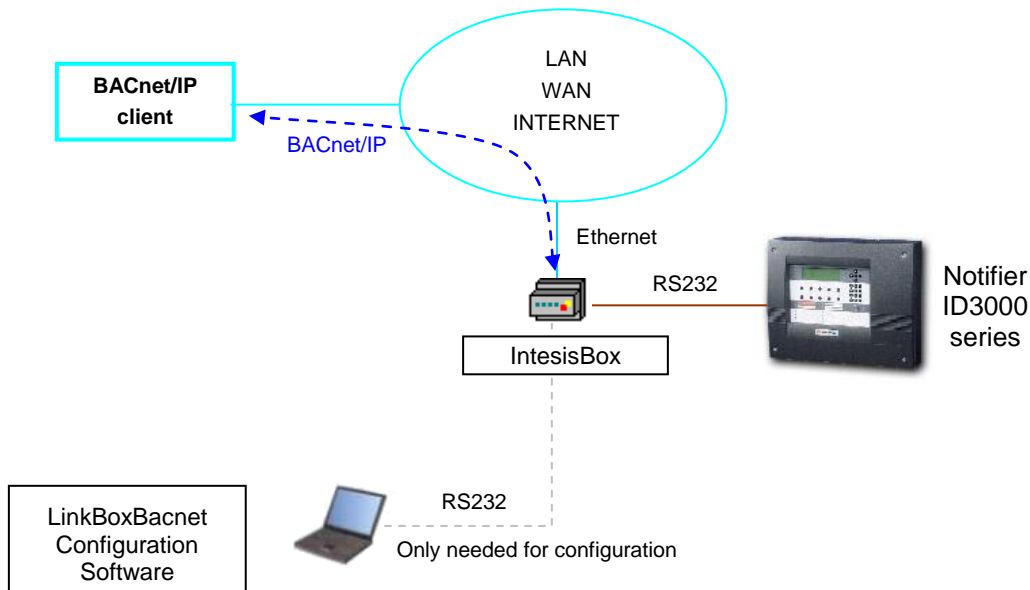 LAN
WAN
INTERNET
BACnet/IP
client
BACnet/IP
Ethernet
RS232
Notifier
ID3000
series
IntesisBox
RS232
Only needed for configuration
LinkBoxBacnet
Configuration
Software